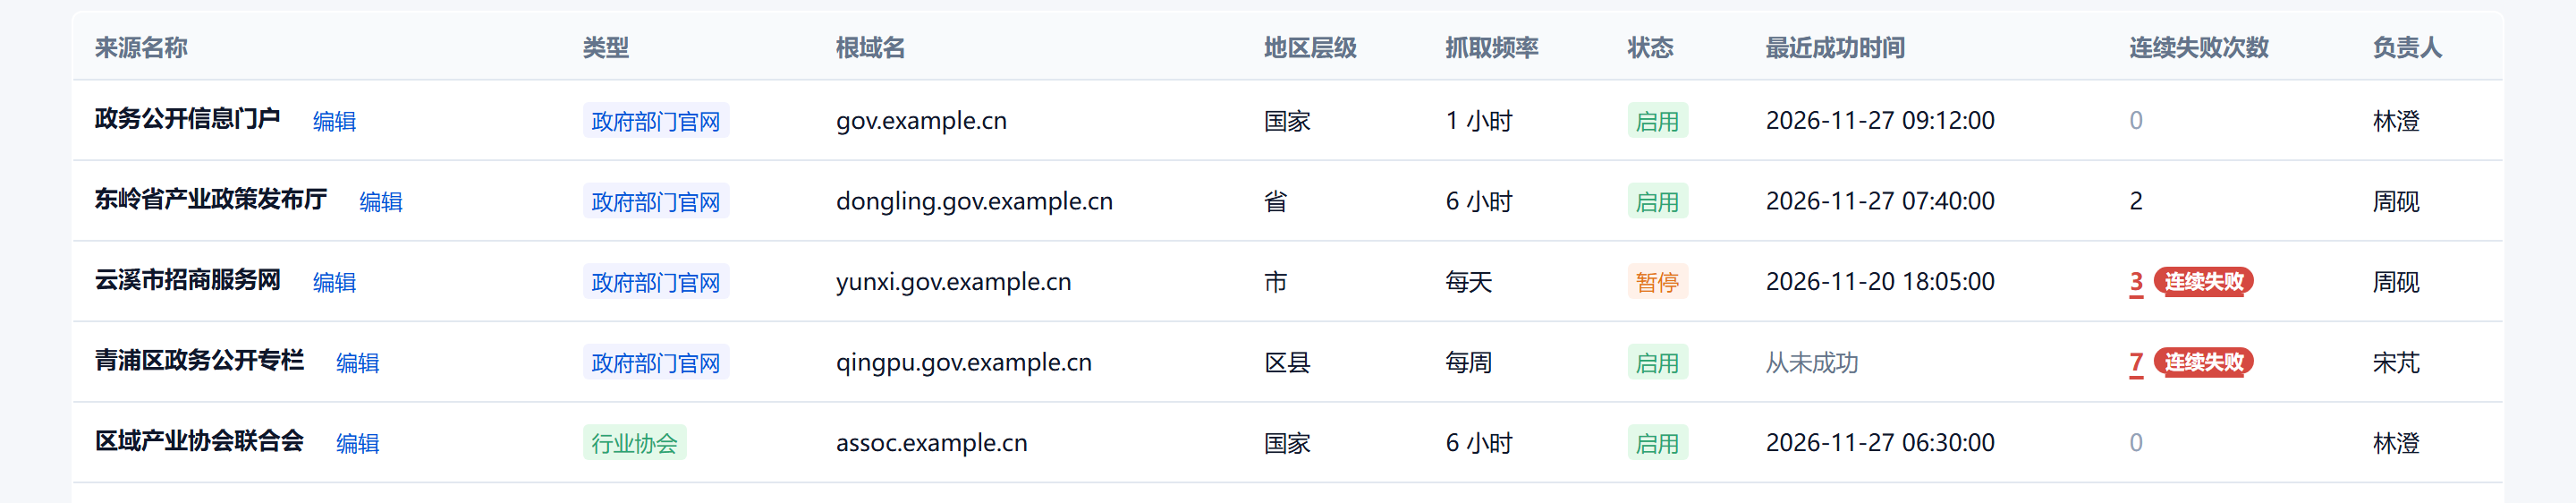 来源名称 类型 根域名 地区层级 抓取频率 状态 最近成功时间 连续失败次数 负责人
政务公开信息门户 编辑 政府部门官网 gov.example.cn 国家 1 小时 启用 2026-11-27 09:12:00 0 林澄
东岭省产业政策发布厅 编辑 政府部门官网 dongling.gov.example.cn 省 6 小时 启用 2026-11-27 07:40:00 2 周砚
云溪市招商服务网 编辑 政府部门官网 yunxi.gov.example.cn 市 每天 暂停 2026-11-20 18:05:00 3 连续失败 周砚
青浦区政务公开专栏 编辑 政府部门官网 qingpu.gov.example.cn 区县 每周 启用 从未成功 7 连续失败 宋芃
区域产业协会联合会 编辑 行业协会 assoc.example.cn 国家 6 小时 启用 2026-11-27 06:30:00 0 林澄